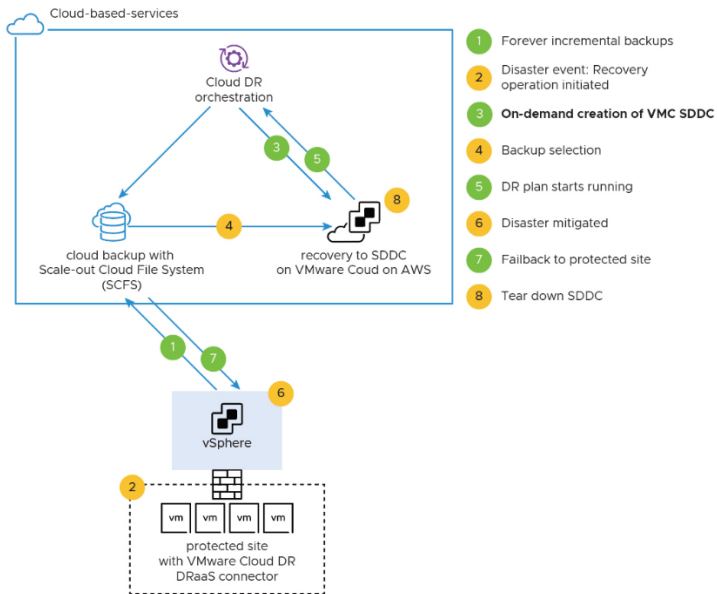 Cloud-based-services
Cloud DR
orchestration
3
5
8
4
cloud backup with
Scale-out Cloud File System
(SCFS)
recovery to SDDC
on VMware Coud on AWS
1
7
6
vSphere
2
vm vm vm vm
protected site
with VMware Cloud DR
DRaaS connector
1 Forever incremental backups
2 Disaster event: Recovery
operation initiated
3 On-demand creation of VMC SDDC
4 Backup selection
5 DR plan starts running
6 Disaster mitigated
7 Failback to protected site
8 Tear down SDDC